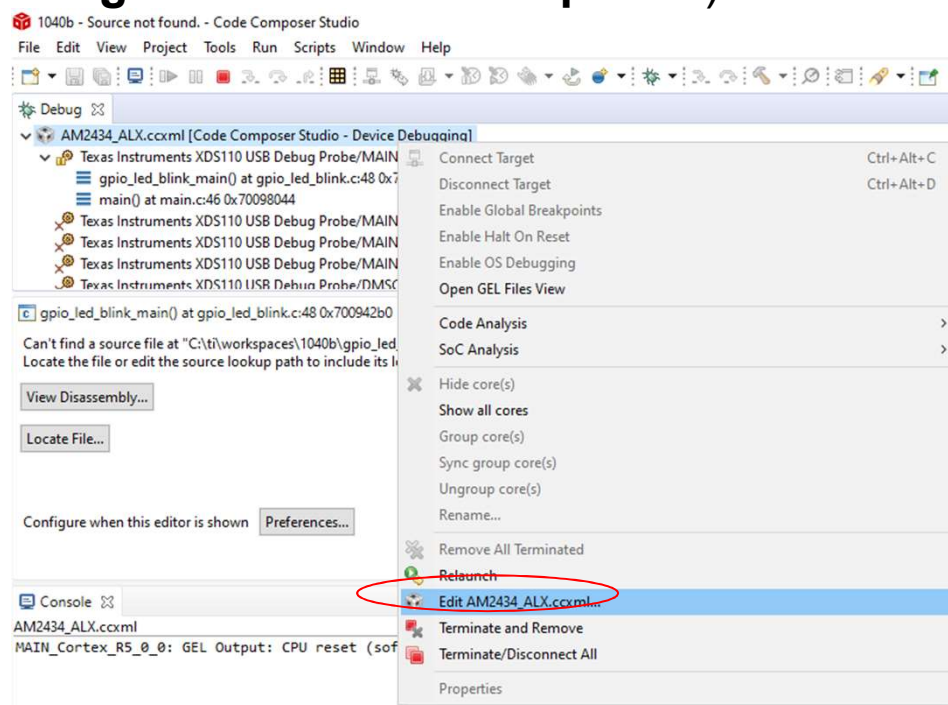 1040b - Source not found. - Code Composer Studio
File Edit View Project Tools Run Scripts Window Help
Debug
AM2434_ALX.ccxml [Code Composer Studio - Device Debugging]
Texas Instruments XDS110 USB Debug Probe/MAIN
gpio_led_blink_main() at gpio_led_blink.c:48 0x7
main() at main.c:46 0x70098044
Texas Instruments XDS110 USB Debug Probe/MAIN
Texas Instruments XDS110 USB Debug Probe/MAIN
Texas Instruments XDS110 USB Debug Probe/MAIN
Texas Instruments XDS110 USB Debug Probe/DMSC
gpio_led_blink_main() at gpio_led_blink.c:48 0x700942b0
Can't find a source file at "C:\ti\workspaces\1040b\gpio_led_
Locate the file or edit the source lookup path to include its
View Disassembly...
Locate File...
Configure when this editor is shown Preferences...
Console
AM2434_ALX.ccxml
MAIN_Cortex_R5_0_0: GEL Output: CPU reset (sof
Connect Target Ctrl+Alt+C
Disconnect Target Ctrl+Alt+D
Enable Global Breakpoints
Enable Halt On Reset
Enable OS Debugging
Open GEL Files View
Code Analysis
SoC Analysis
Hide core(s)
Show all cores
Group core(s)
Sync group core(s)
Ungroup core(s)
Rename...
Remove All Terminated
Relaunch
Edit AM2434_ALX.ccxml...
Terminate and Remove
Terminate/Disconnect All
Properties